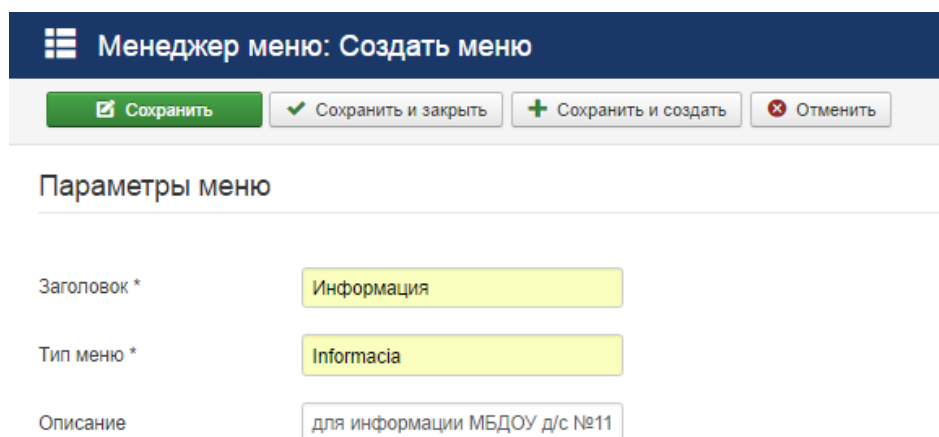 Менеджер меню: Создать меню
Сохранить Сохранить и закрыть Сохранить и создать Отменить
Параметры меню
Заголовок * Информация
Тип меню * Informacia
Описание для информации МБДОУ д/с №11